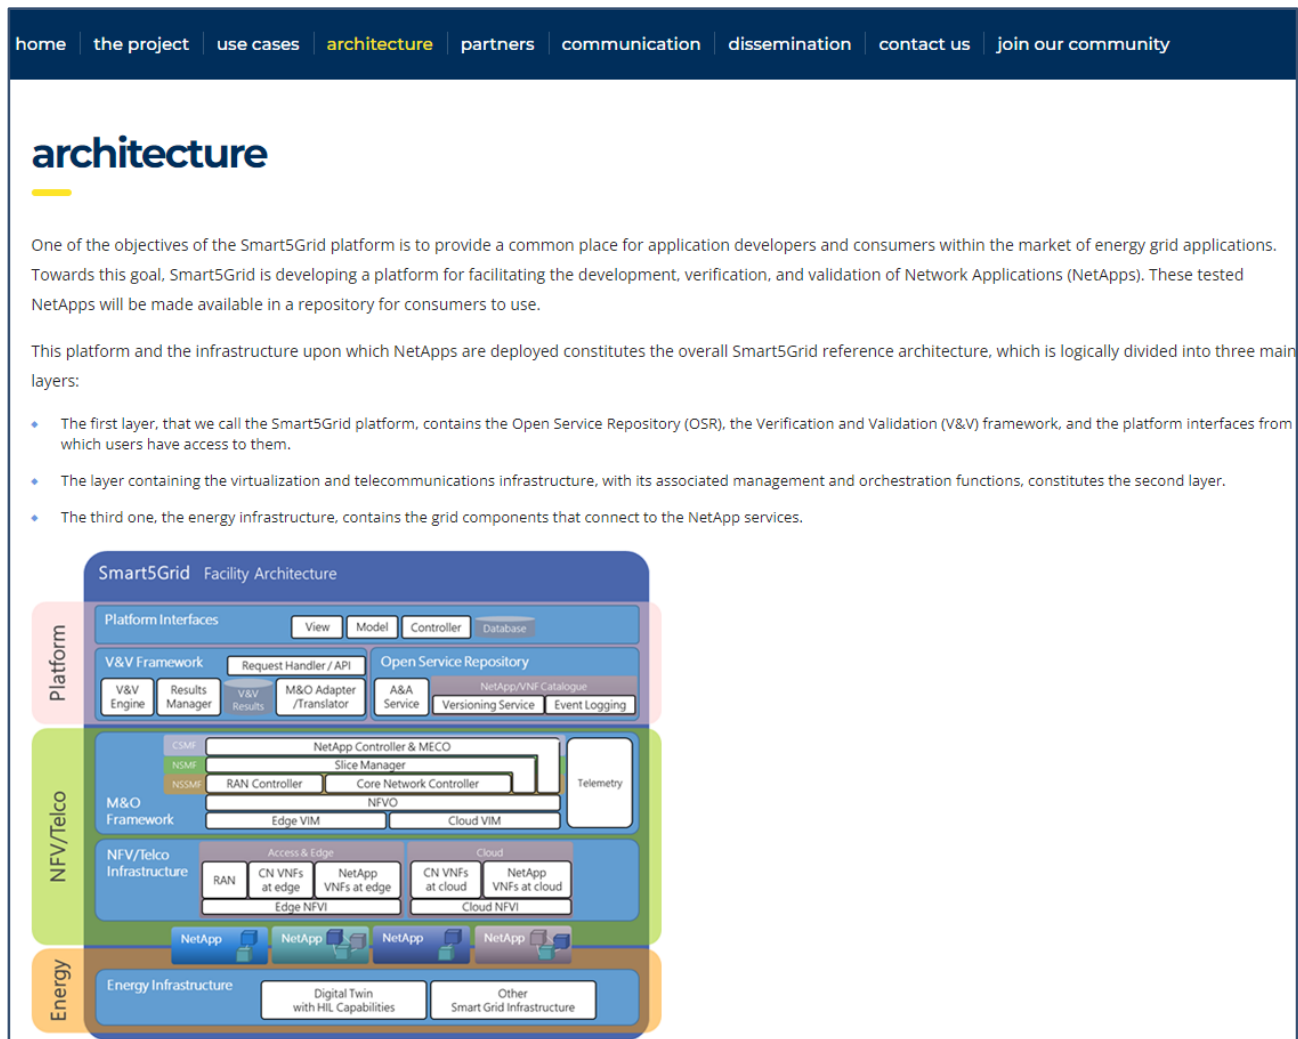 home the project use cases architecture partners communication dissemination contact us join our community
architecture
One of the objectives of the Smart5Grid platform is to provide a common place for application developers and consumers within the market of energy grid applications.
Towards this goal, Smart5Grid is developing a platform for facilitating the development, verification, and validation of Network Applications (NetApps). These tested
NetApps will be made available in a repository for consumers to use.
This platform and the infrastructure upon which NetApps are deployed constitutes the overall Smart5Grid reference architecture, which is logically divided into three main
layers:
The first layer, that we call the Smart5Grid platform, contains the Open Service Repository (OSR), the Verification and Validation (V&V) framework, and the platform interfaces from
which users have access to them.
The layer containing the virtualization and telecommunications infrastructure, with its associated management and orchestration functions, constitutes the second layer.
The third one, the energy infrastructure, contains the grid components that connect to the NetApp services.
Smart5Grid Facility Architecture
Platform
Platform Interfaces
View Model Controller Database
V&V Framework
Request Handler / API
V&V
Engine
Results
Manager
V&V
Results
M&O Adapter
/Translator
Open Service Repository
A&A
Service
NetApp/VNF Catalogue
Versioning Service Event Logging
NFV/Telco
M&O
Framework
CSMF NetApp Controller & MECO
NSMF Slice Manager
NSSMF RAN Controller Core Network Controller
NFVO
Edge VIM Cloud VIM
Telemetry
NFV/Telco
Infrastructure
Access & Edge
RAN
CN VNFs
at edge
NetApp
VNFs at edge
Edge NFVI
Cloud
CN VNFs
at cloud
NetApp
VNFs at cloud
Cloud NFVI
NetApp NetApp NetApp NetApp
Energy
Energy Infrastructure
Digital Twin
with HIL Capabilities
Other
Smart Grid Infrastructure